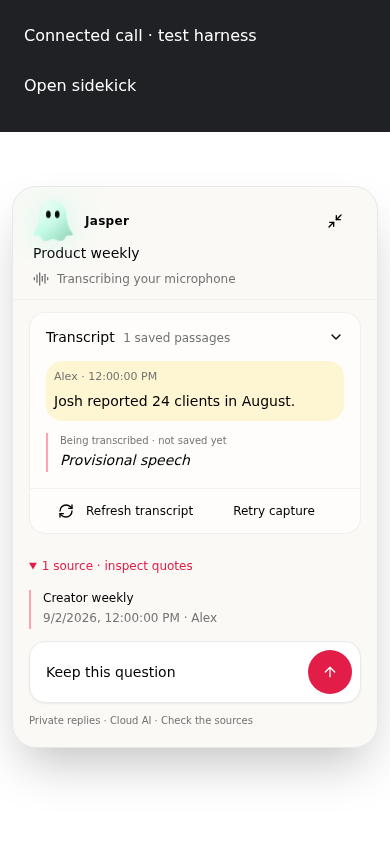 Connected call · test harness
Open sidekick
Jasper
Product weekly
Transcribing your microphone
Transcript 1 saved passages
Alex · 12:00:00 PM
Josh reported 24 clients in August.
Being transcribed · not saved yet
Provisional speech
Refresh transcript Retry capture
▼ 1 source · inspect quotes
Creator weekly
9/2/2026, 12:00:00 PM · Alex
Keep this question
Private replies · Cloud AI · Check the sources